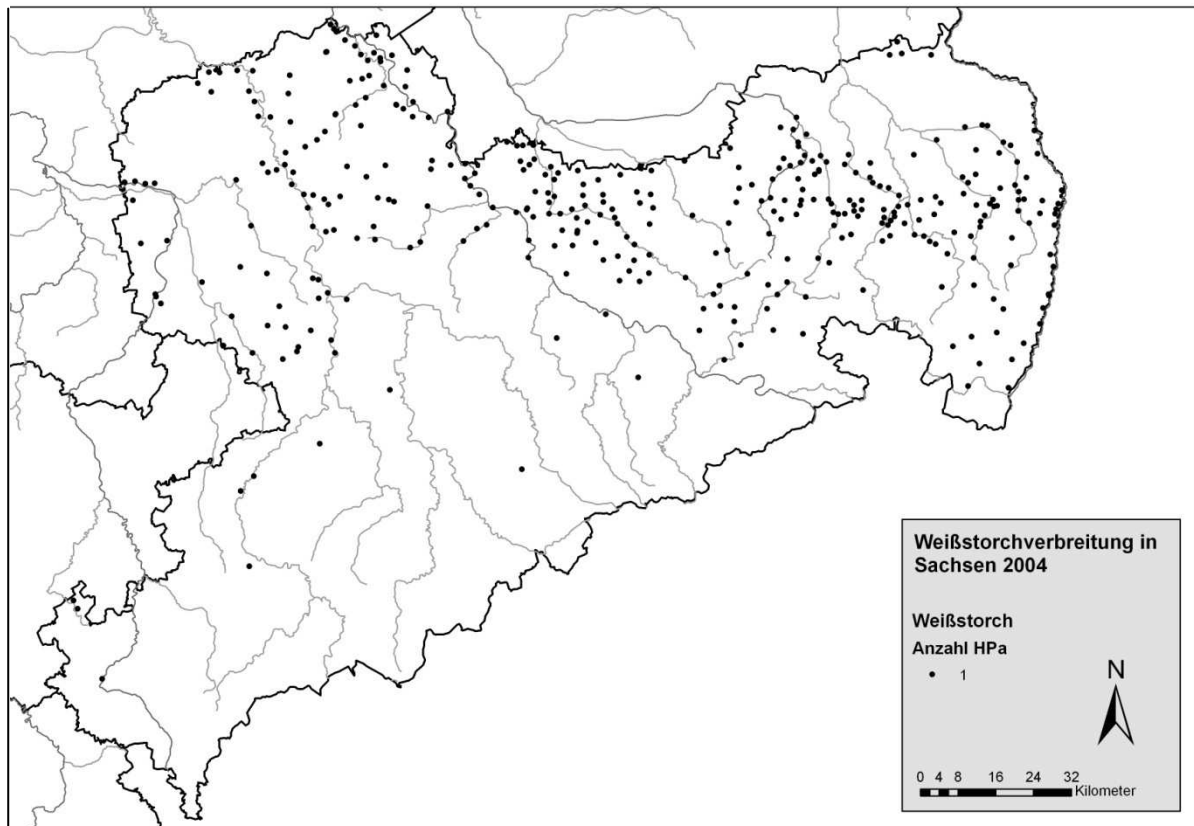 Weißstorchverbreitung in
Sachsen 2004
Weißstorch
Anzahl HPa
1
N
0 4 8 16 24 32
Kilometer